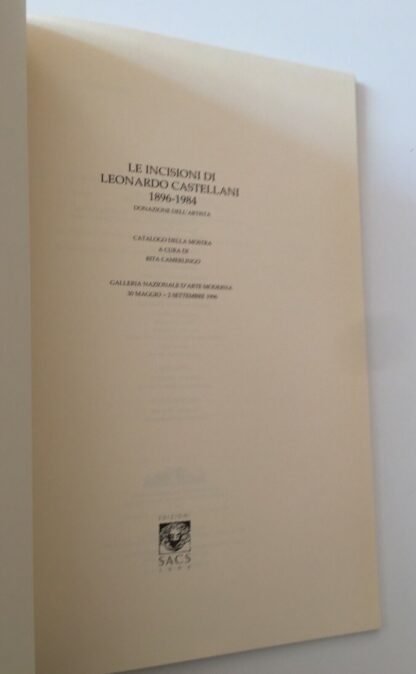 LE INCISIONI DI
LEONARDO CASTELLANI
1896-1984
DONAZIONE DELL'ARTISTA
CATALOGO DELLA MOSTRA
A CURA DI
RITA CAMERLINGO
GALLERIA NAZIONALE D'ARTE MODERNA
30 MAGGIO - 2 SETTEMBRE 1996
EDIZIONI
SACS